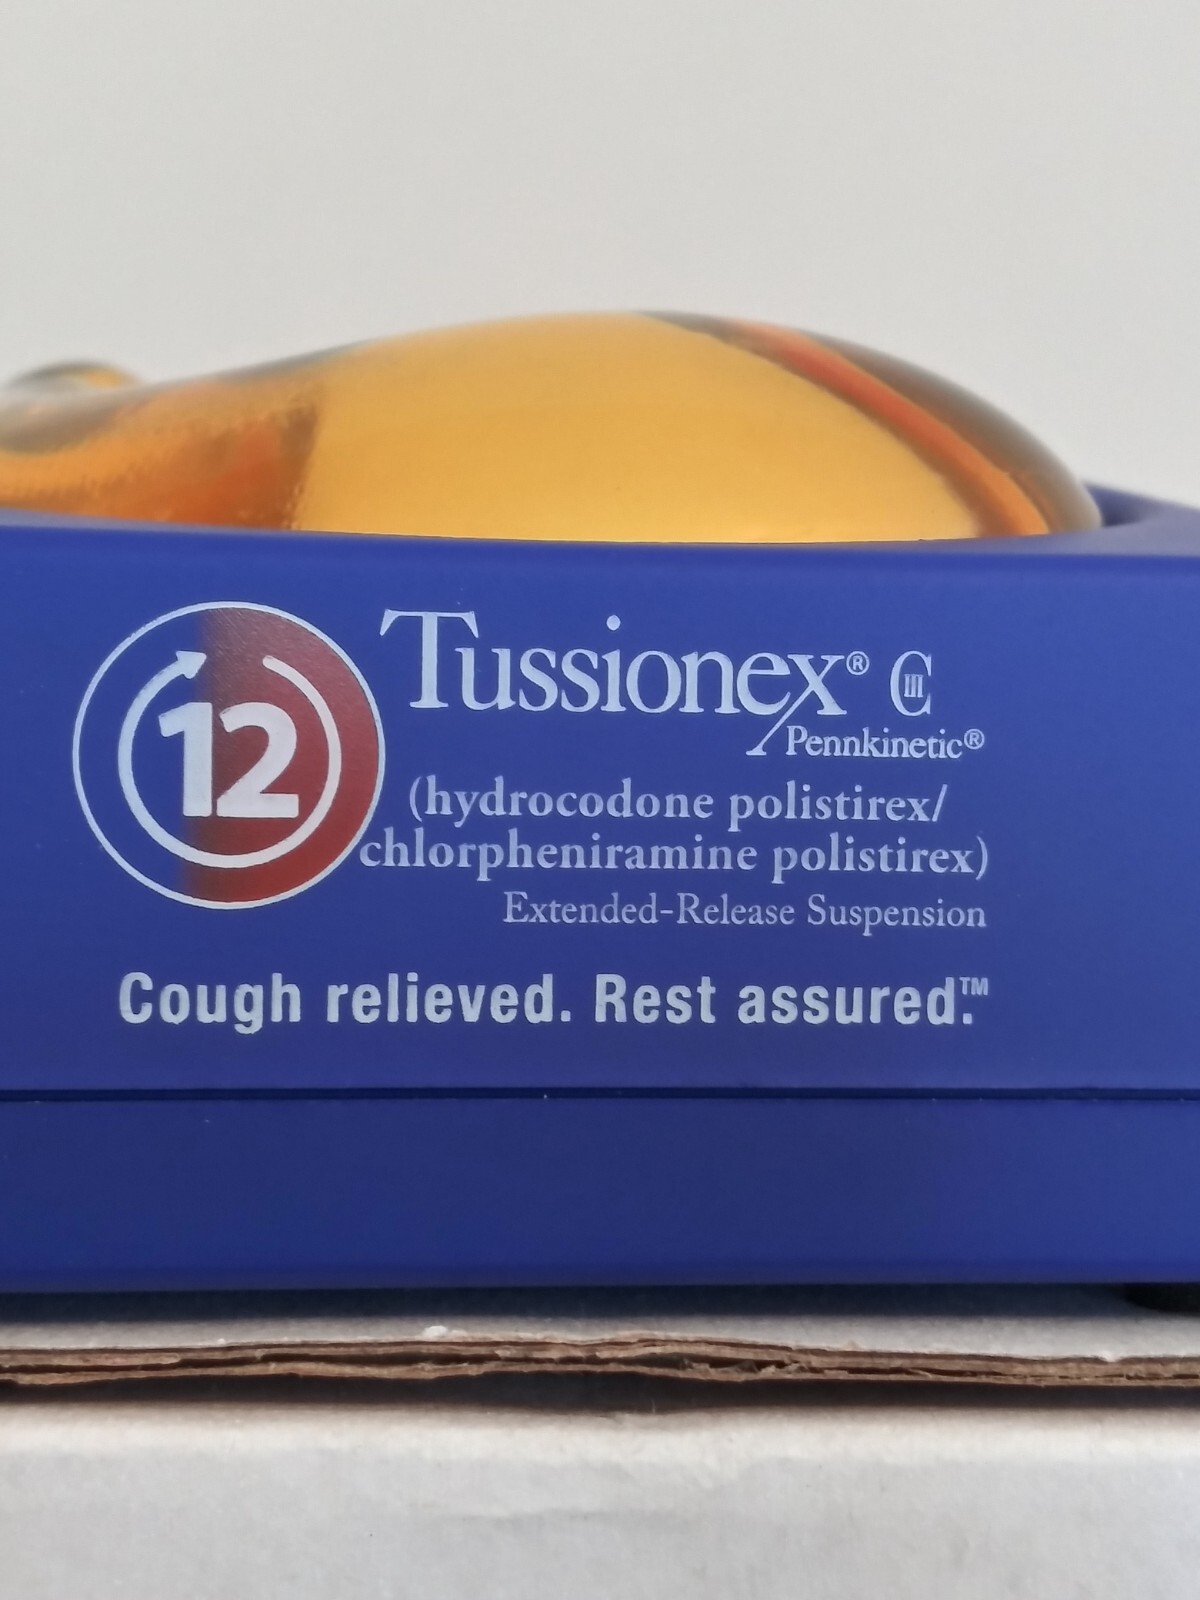 12
Tussionex® CIII
Pennkinetic®
(hydrocodone polistirex/
chlorpheniramine polistirex)
Extended-Release Suspension
Cough relieved. Rest assured.™